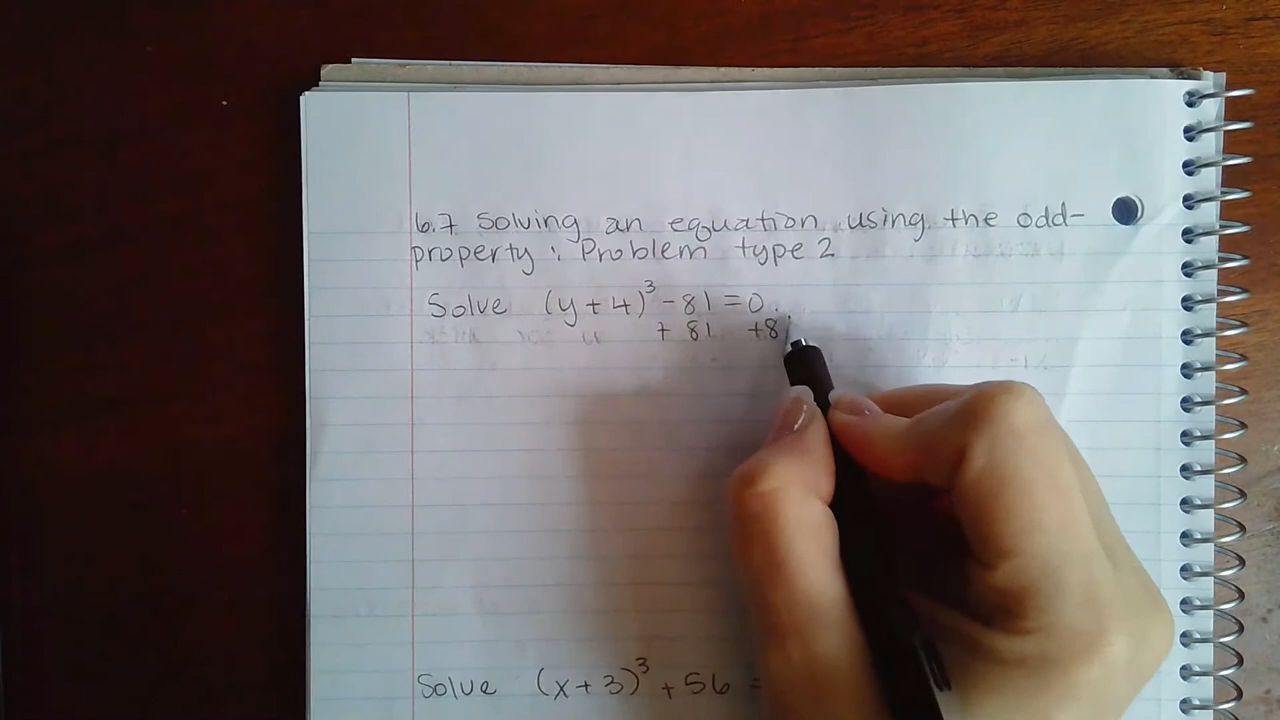 6.7 Solving an equation using the odd-
property: Problem type 2
Solve (y+4)³ -81 = 0.
+ 81 +81
Solve (x+3)³ + 56 =